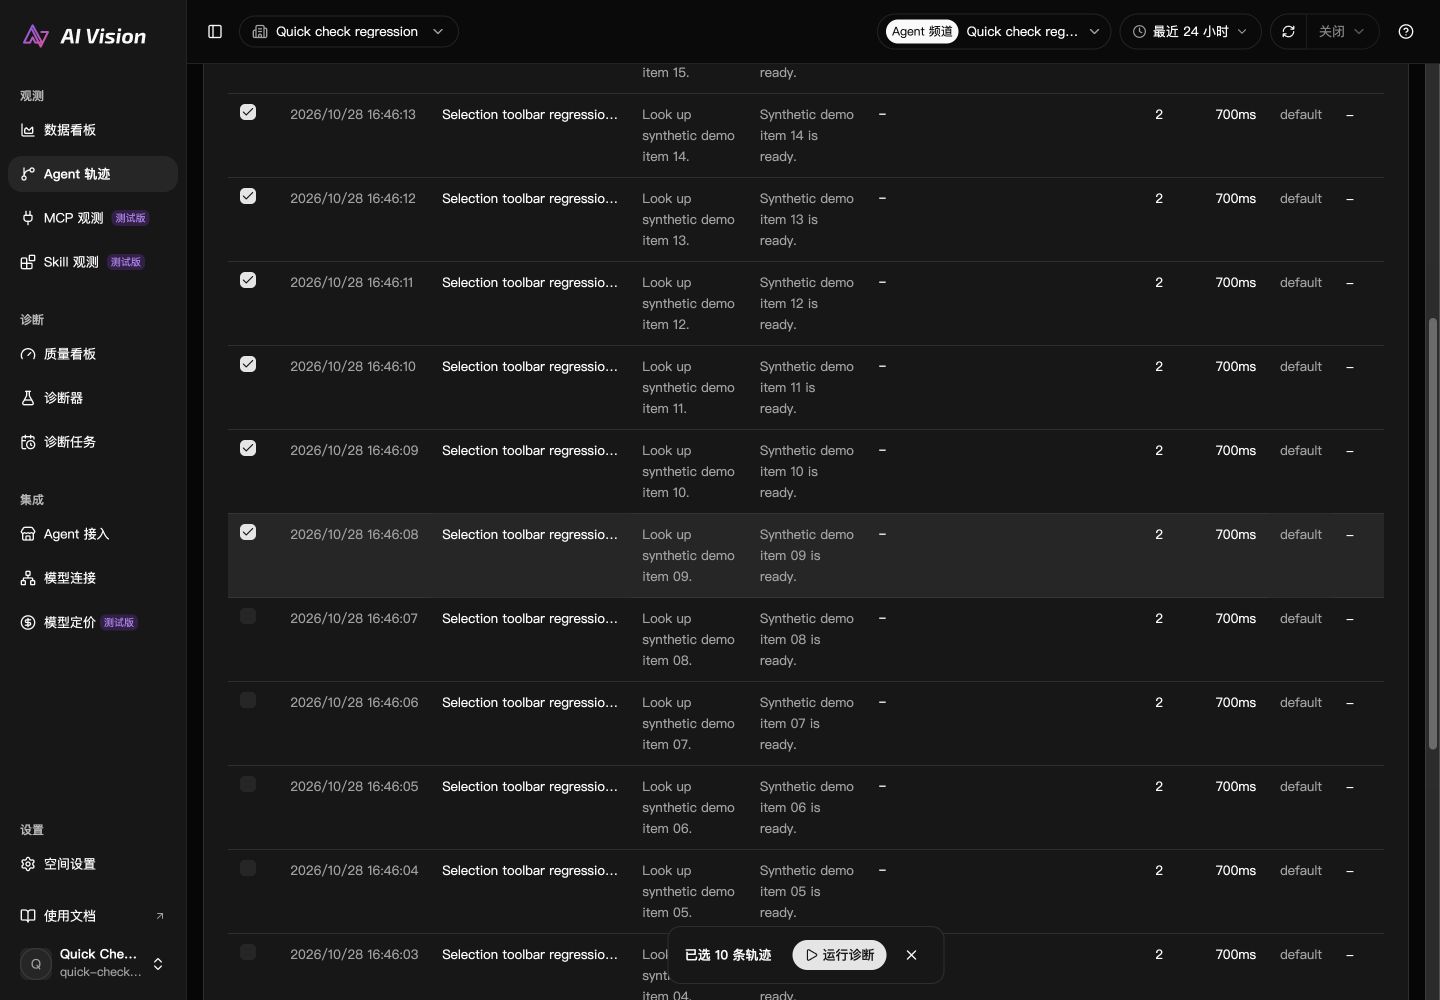 AI Vision
Quick check regression
Agent 频道 Quick check reg...
最近 24 小时
关闭
观测
数据看板
Agent 轨迹
MCP 观测 测试版
Skill 观测 测试版
诊断
质量看板
诊断器
诊断任务
集成
Agent 接入
模型连接
模型定价 测试版
设置
空间设置
使用文档
Q
Quick Che...
quick-check...
item 15. ready.
2026/10/28 16:46:13 Selection toolbar regressio... Look up Synthetic demo – 2 700ms default –
synthetic demo item 14 is
item 14. ready.
2026/10/28 16:46:12 Selection toolbar regressio... Look up Synthetic demo – 2 700ms default –
synthetic demo item 13 is
item 13. ready.
2026/10/28 16:46:11 Selection toolbar regressio... Look up Synthetic demo – 2 700ms default –
synthetic demo item 12 is
item 12. ready.
2026/10/28 16:46:10 Selection toolbar regressio... Look up Synthetic demo – 2 700ms default –
synthetic demo item 11 is
item 11. ready.
2026/10/28 16:46:09 Selection toolbar regressio... Look up Synthetic demo – 2 700ms default –
synthetic demo item 10 is
item 10. ready.
2026/10/28 16:46:08 Selection toolbar regressio... Look up Synthetic demo – 2 700ms default –
synthetic demo item 09 is
item 09. ready.
2026/10/28 16:46:07 Selection toolbar regressio... Look up Synthetic demo – 2 700ms default –
synthetic demo item 08 is
item 08. ready.
2026/10/28 16:46:06 Selection toolbar regressio... Look up Synthetic demo – 2 700ms default –
synthetic demo item 07 is
item 07. ready.
2026/10/28 16:46:05 Selection toolbar regressio... Look up Synthetic demo – 2 700ms default –
synthetic demo item 06 is
item 06. ready.
2026/10/28 16:46:04 Selection toolbar regressio... Look up Synthetic demo – 2 700ms default –
synthetic demo item 05 is
item 05. ready.
2026/10/28 16:46:03 Selection toolbar regressio... 2 700ms default –
item 04. ready.
已选 10 条轨迹 运行诊断